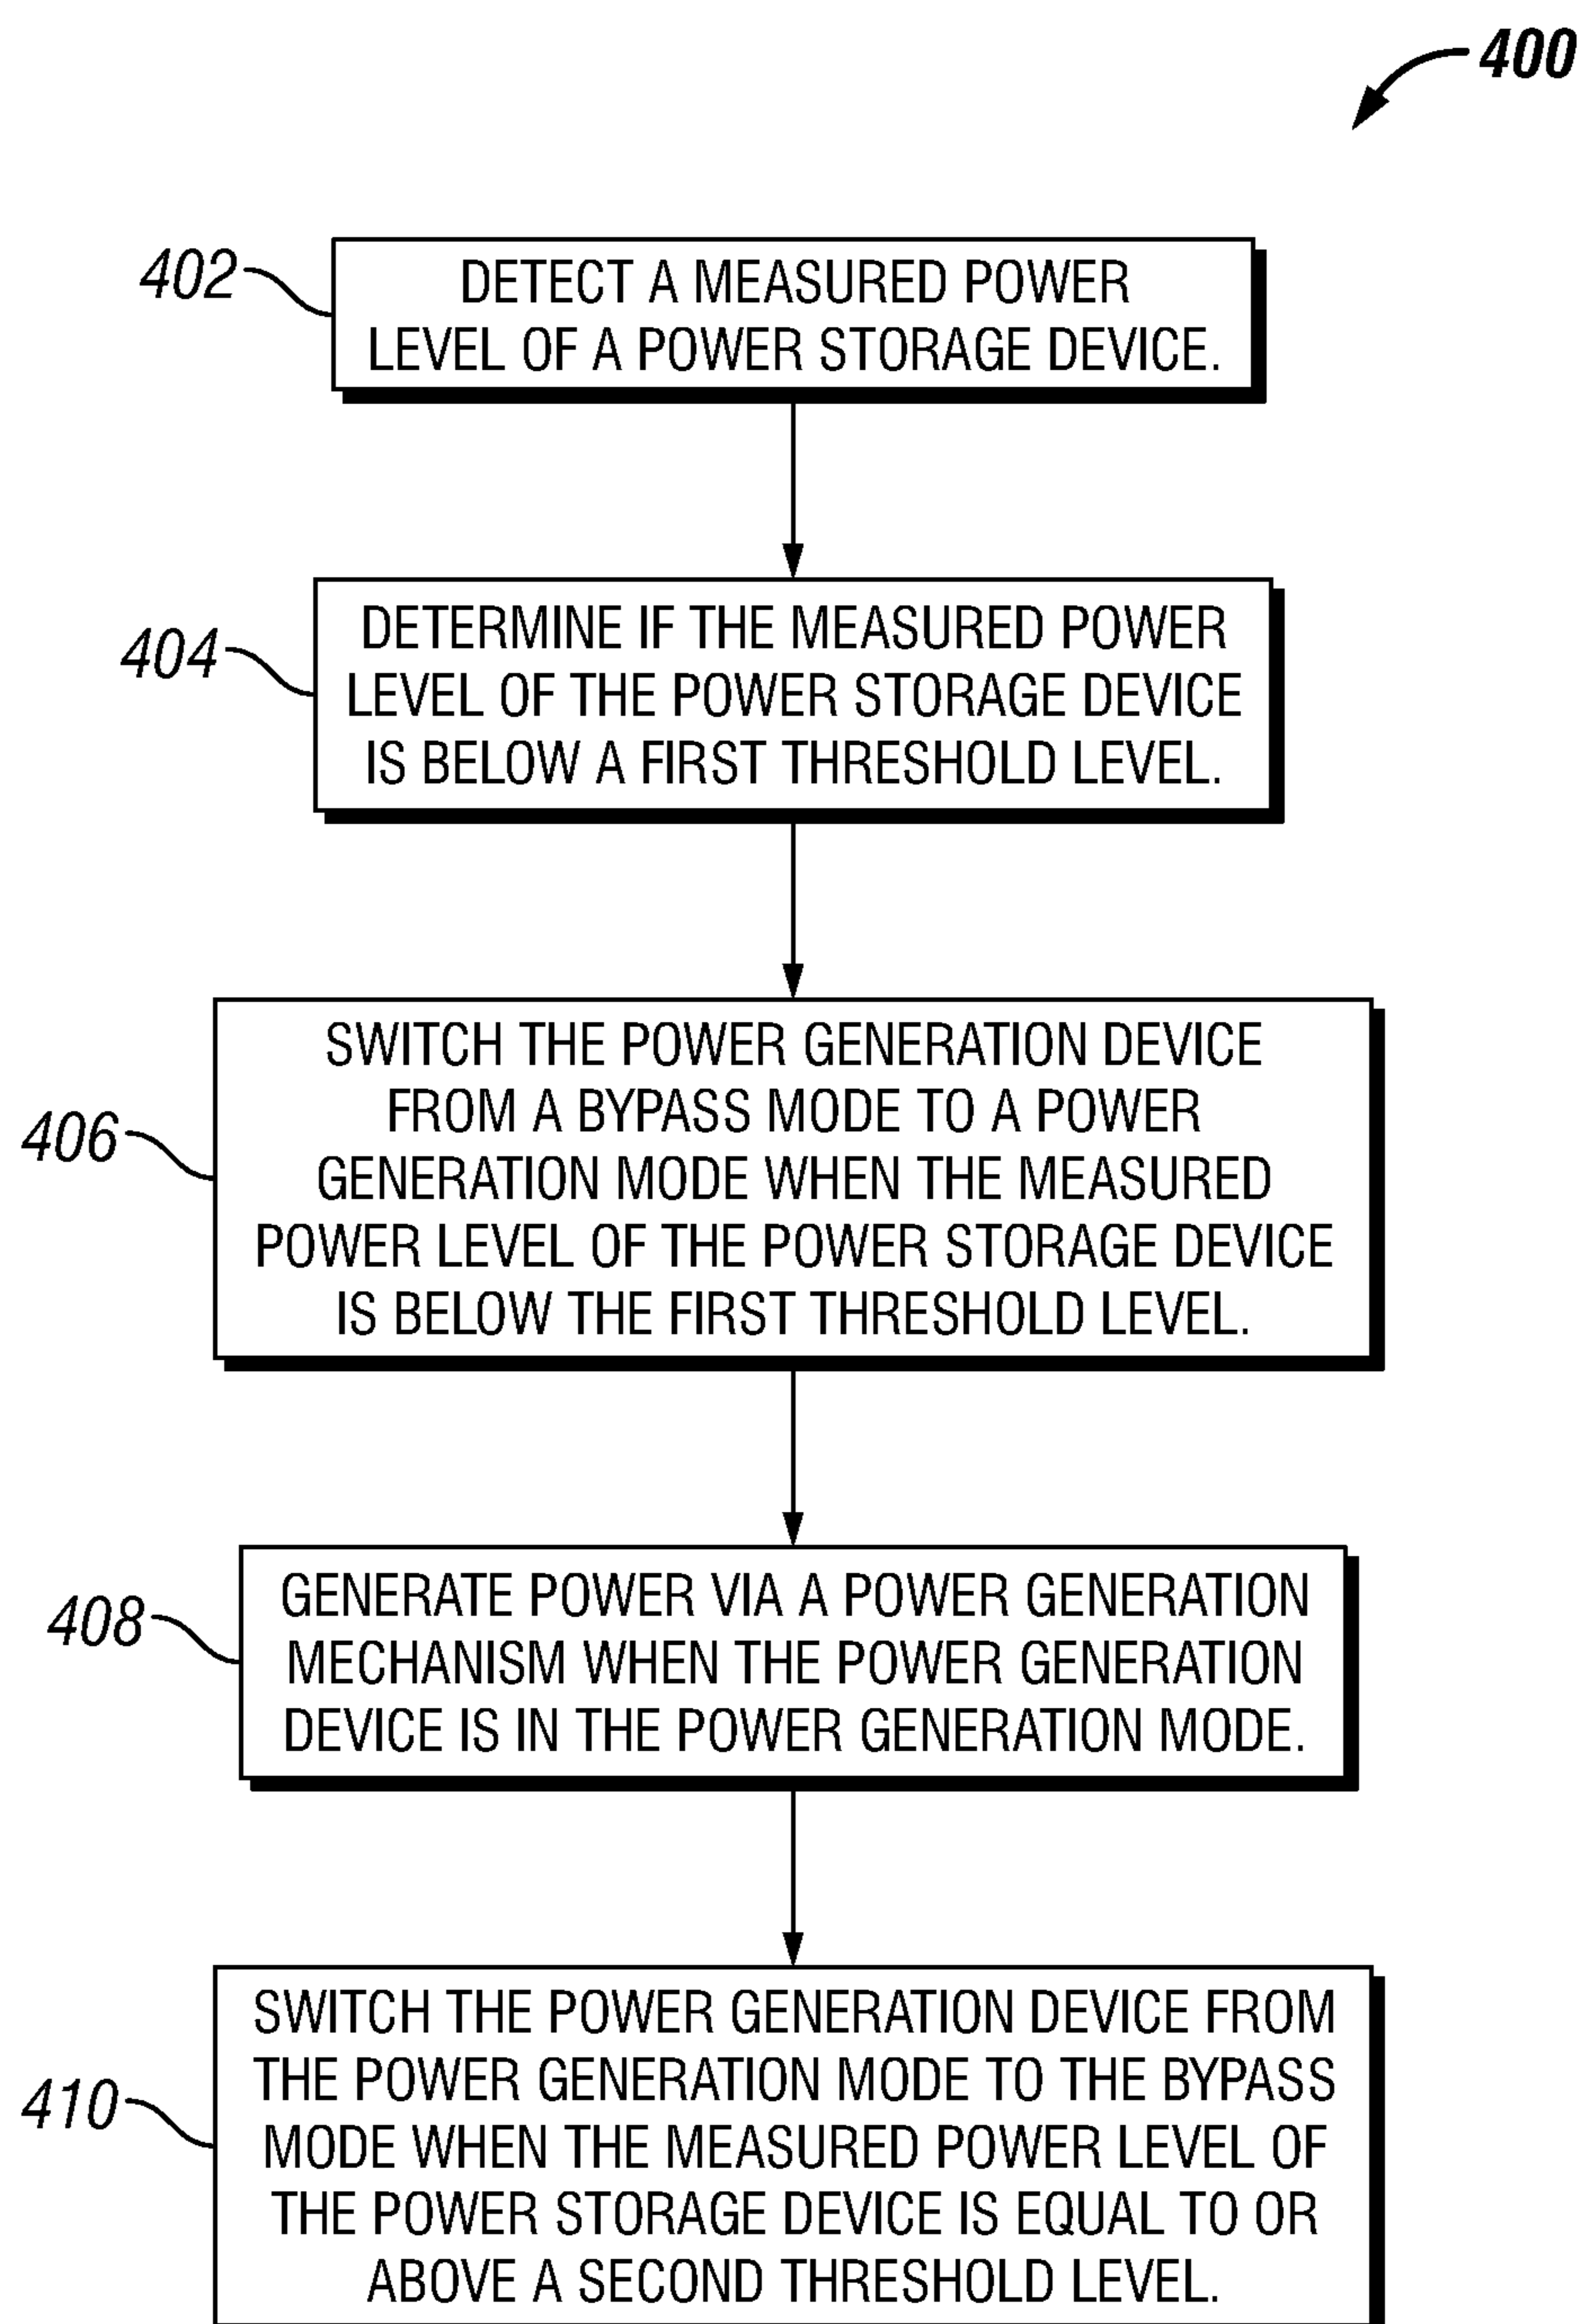 400
402
DETECT A MEASURED POWER
LEVEL OF A POWER STORAGE DEVICE.
404
DETERMINE IF THE MEASURED POWER
LEVEL OF THE POWER STORAGE DEVICE
IS BELOW A FIRST THRESHOLD LEVEL.
406
SWITCH THE POWER GENERATION DEVICE
FROM A BYPASS MODE TO A POWER
GENERATION MODE WHEN THE MEASURED
POWER LEVEL OF THE POWER STORAGE DEVICE
IS BELOW THE FIRST THRESHOLD LEVEL.
408
GENERATE POWER VIA A POWER GENERATION
MECHANISM WHEN THE POWER GENERATION
DEVICE IS IN THE POWER GENERATION MODE.
410
SWITCH THE POWER GENERATION DEVICE FROM
THE POWER GENERATION MODE TO THE BYPASS
MODE WHEN THE MEASURED POWER LEVEL OF
THE POWER STORAGE DEVICE IS EQUAL TO OR
ABOVE A SECOND THRESHOLD LEVEL.